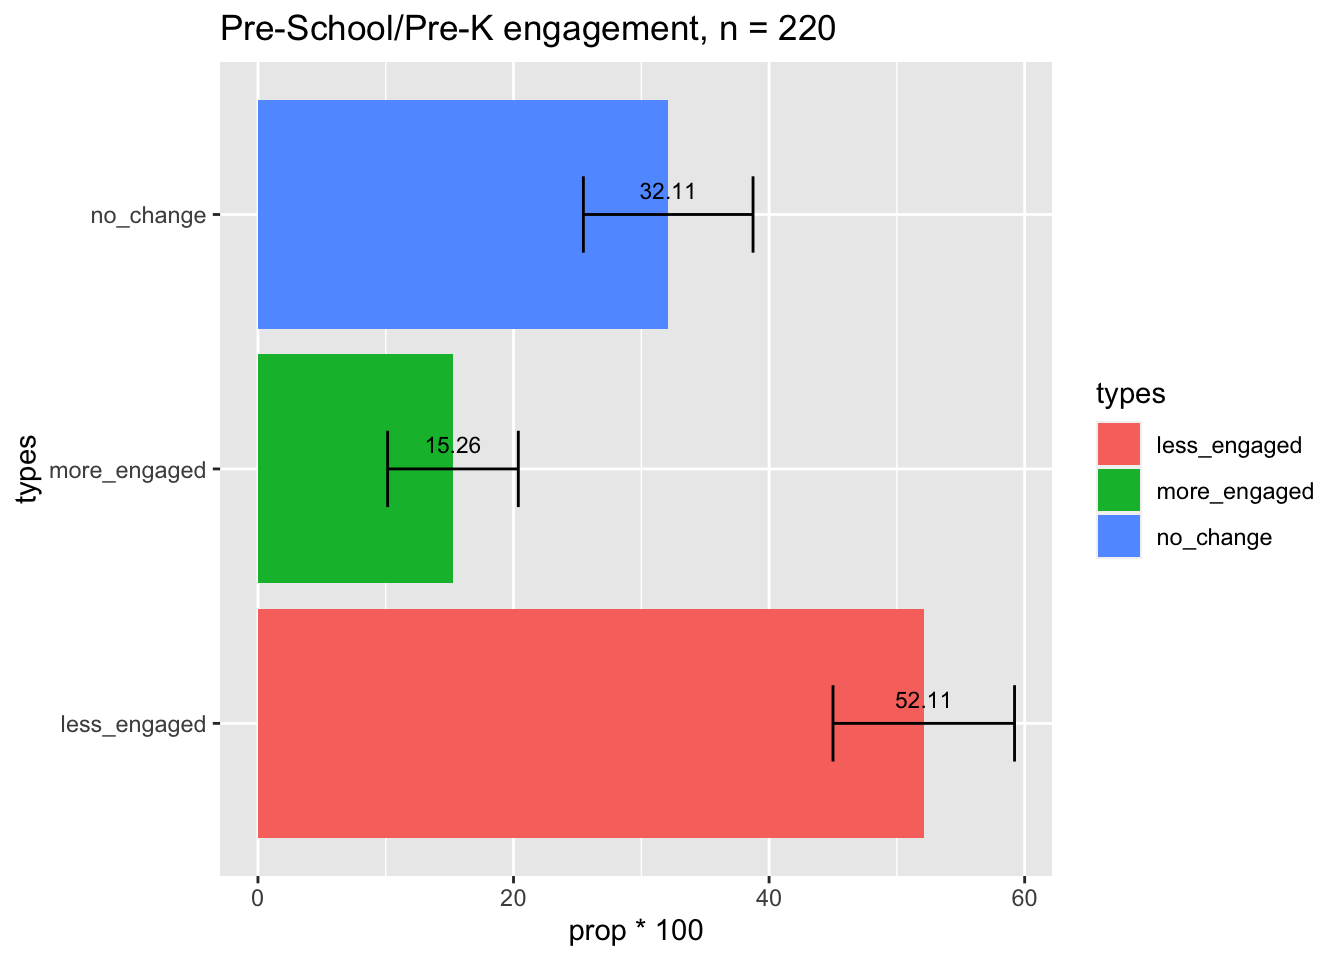 Pre-School/Pre-K engagement, n = 220
types
no_change
more_engaged
less_engaged
32.11
15.26
52.11
0 20 40 60
prop * 100
types
less_engaged
more_engaged
no_change